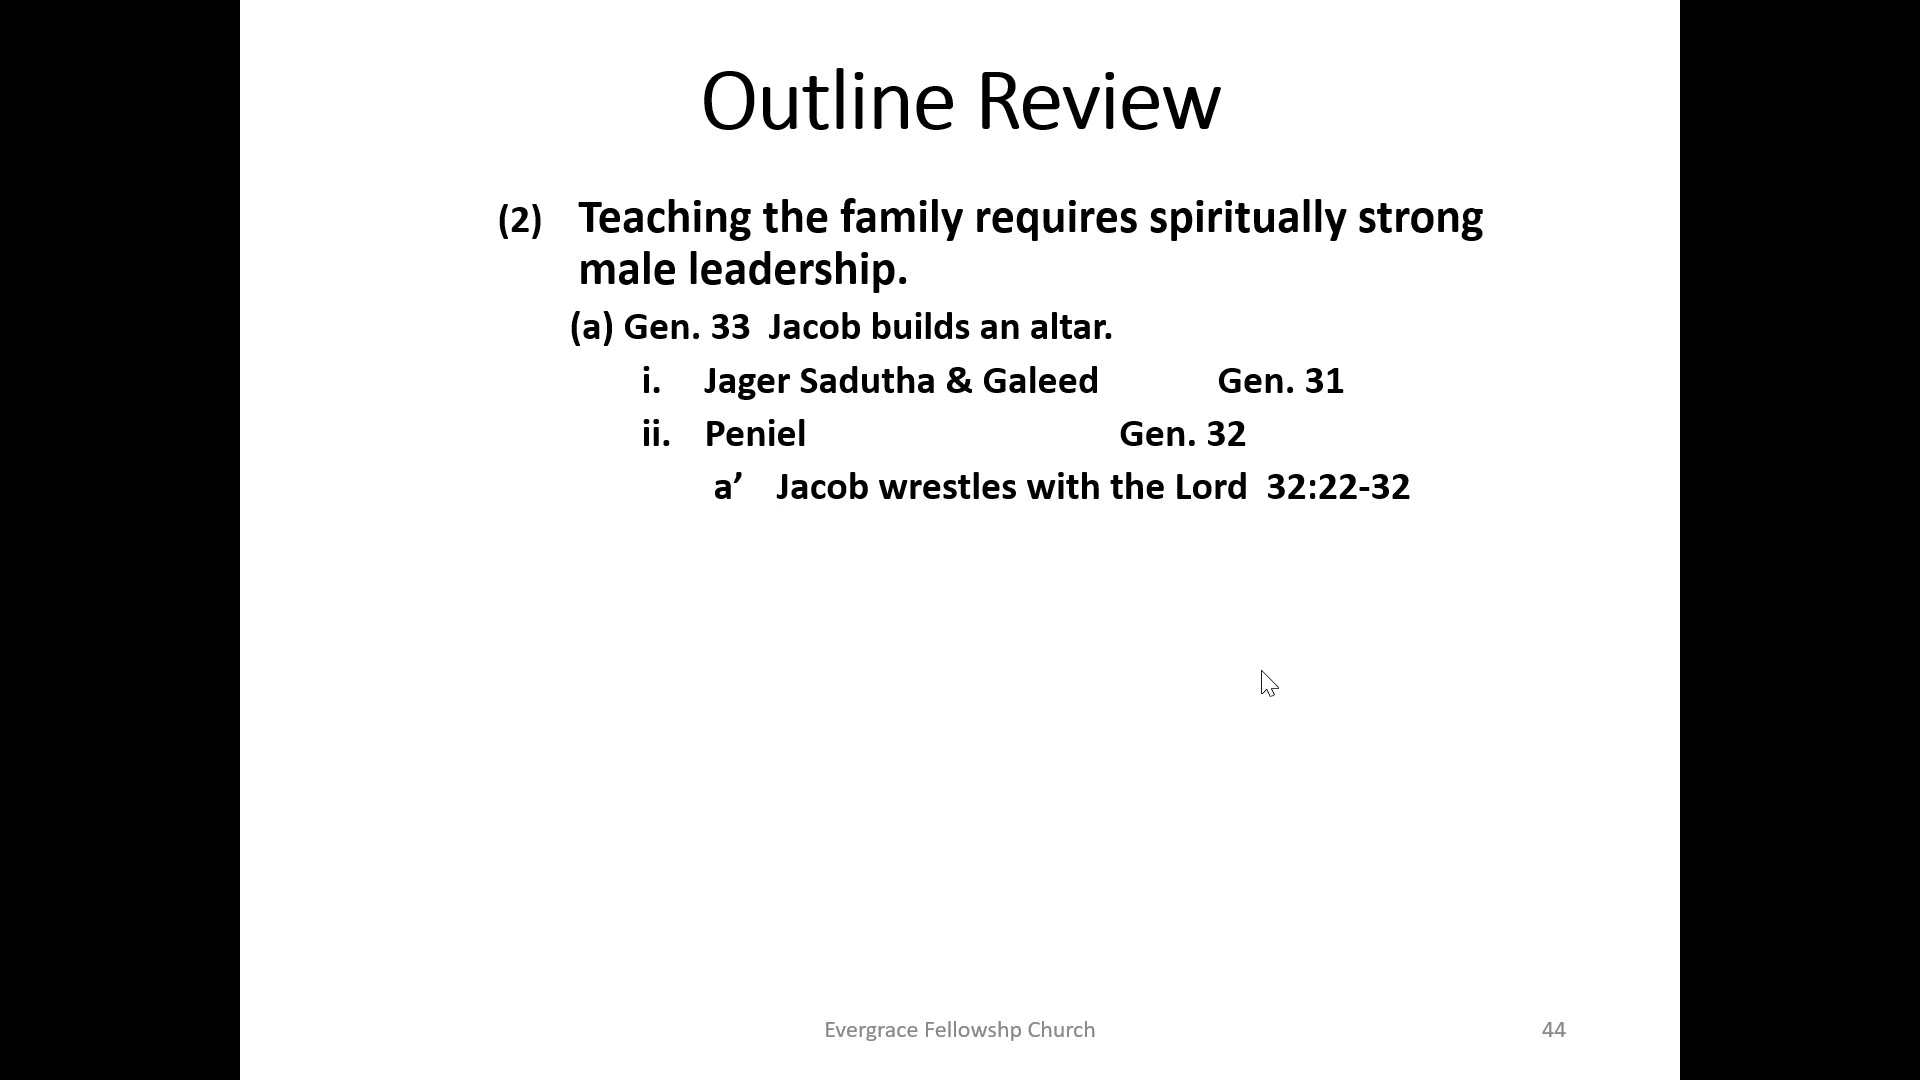 Outline Review
(2) Teaching the family requires spiritually strong
male leadership.
(a) Gen. 33 Jacob builds an altar.
i. Jager Sadutha & Galeed Gen. 31
ii. Peniel Gen. 32
a’ Jacob wrestles with the Lord 32:22-32
Evergrace Fellowshp Church 44